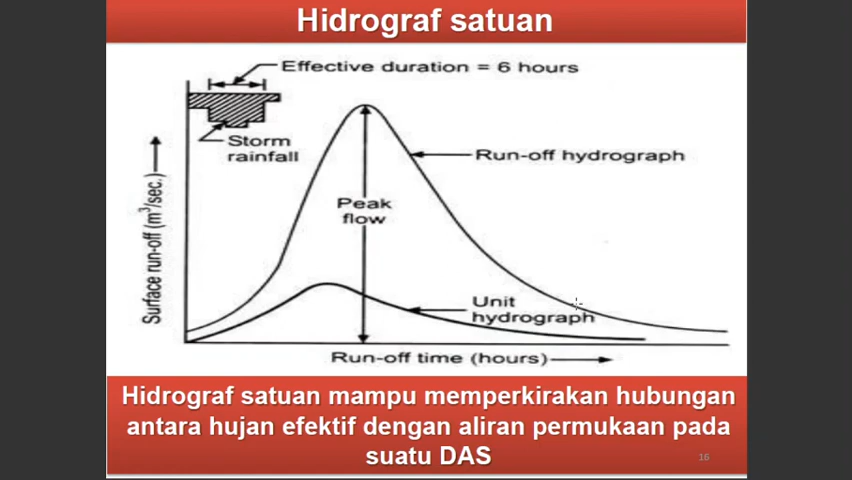 Hidrograf satuan
Effective duration = 6 hours
Storm
rainfall
Run-off hydrograph
Peak
flow
Surface run-off (m³/sec.)
Unit
hydrograph
Run-off time (hours)
Hidrograf satuan mampu memperkirakan hubungan
antara hujan efektif dengan aliran permukaan pada
suatu DAS
16